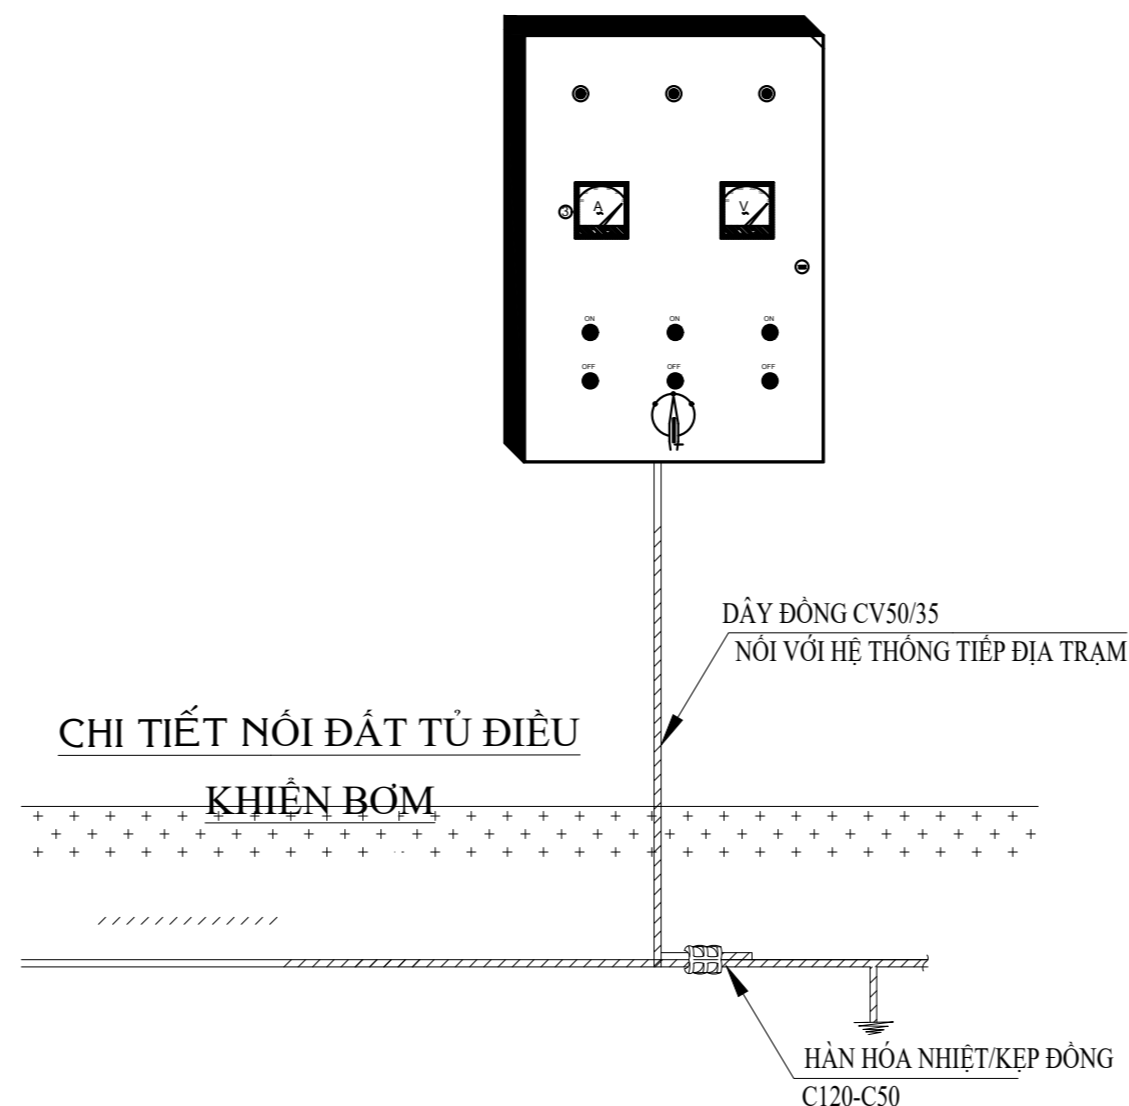 3 A V
ON ON ON
OFF OFF OFF
DÂY ĐỒNG CV50/35
NỐI VỚI HỆ THỐNG TIẾP ĐỊA TRẠM
CHI TIẾT NỐI ĐẤT TỦ ĐIỀU
KHIỂN BƠM
HÀN HÓA NHIỆT/KẸP ĐỒNG
C120-C50